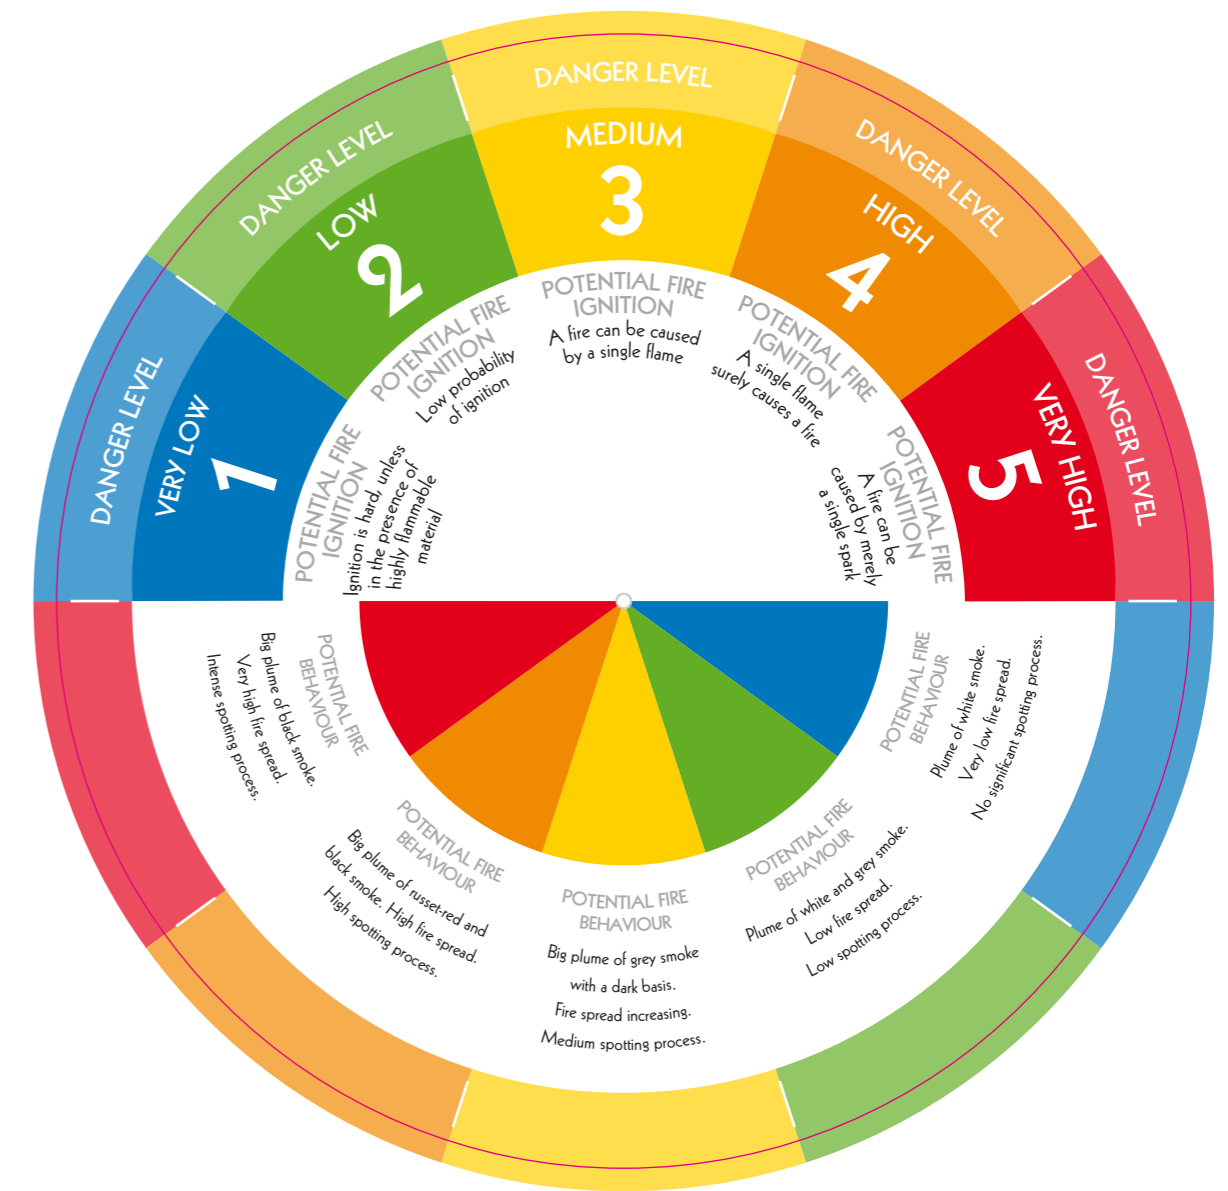 DANGER LEVEL
VERY LOW
1
POTENTIAL FIRE
IGNITION
Ignition is hard, unless
in the presence of
highly flammable
material
DANGER LEVEL
LOW
2
POTENTIAL FIRE
IGNITION
Low probability
of ignition
DANGER LEVEL
MEDIUM
3
POTENTIAL FIRE
IGNITION
A fire can be caused
by a single flame
DANGER LEVEL
HIGH
4
POTENTIAL FIRE
IGNITION
A single flame
surely causes a fire
DANGER LEVEL
VERY HIGH
5
POTENTIAL FIRE
IGNITION
A fire can be
caused by merely
a single spark
POTENTIAL FIRE
BEHAVIOUR
Big plume of black smoke.
Very high fire spread.
Intense spotting process.
POTENTIAL FIRE
BEHAVIOUR
Big plume of russet-red and
black smoke. High fire spread.
High spotting process.
POTENTIAL FIRE
BEHAVIOUR
Big plume of grey smoke
with a dark basis.
Fire spread increasing.
Medium spotting process.
POTENTIAL FIRE
BEHAVIOUR
Plume of white and grey smoke.
Low fire spread.
Low spotting process.
POTENTIAL FIRE
BEHAVIOUR
Plume of white smoke.
Very low fire spread.
No significant spotting process.